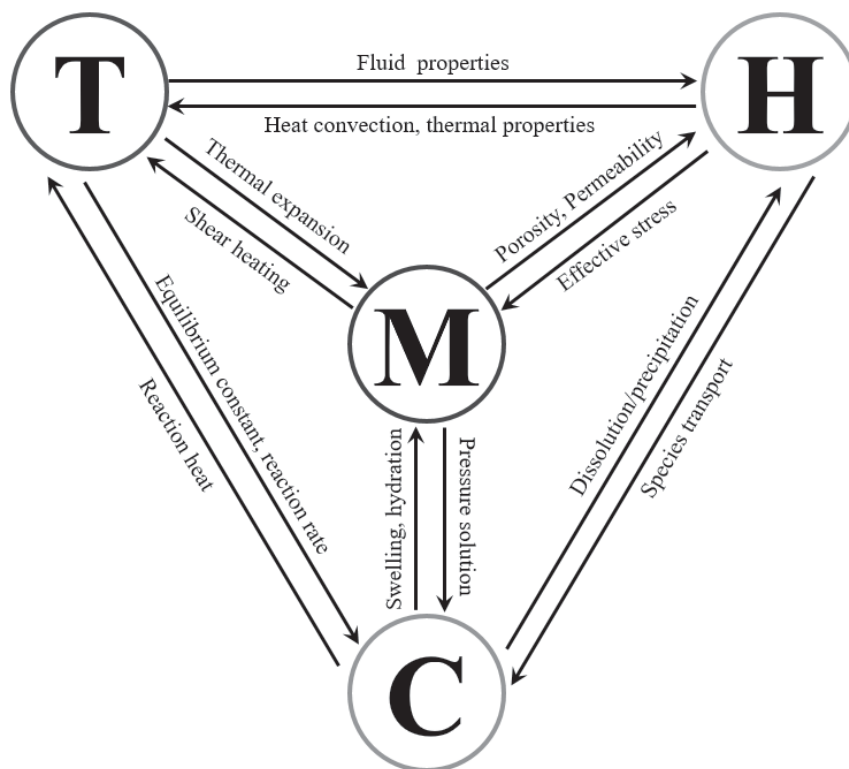 T
Fluid properties
H
Heat convection, thermal properties
Thermal expansion
Shear heating
Porosity, Permeability
Effective stress
M
Equilibrium constant, reaction rate
Reaction heat
Swelling, hydration
Pressure solution
Dissolution/precipitation
Species transport
C